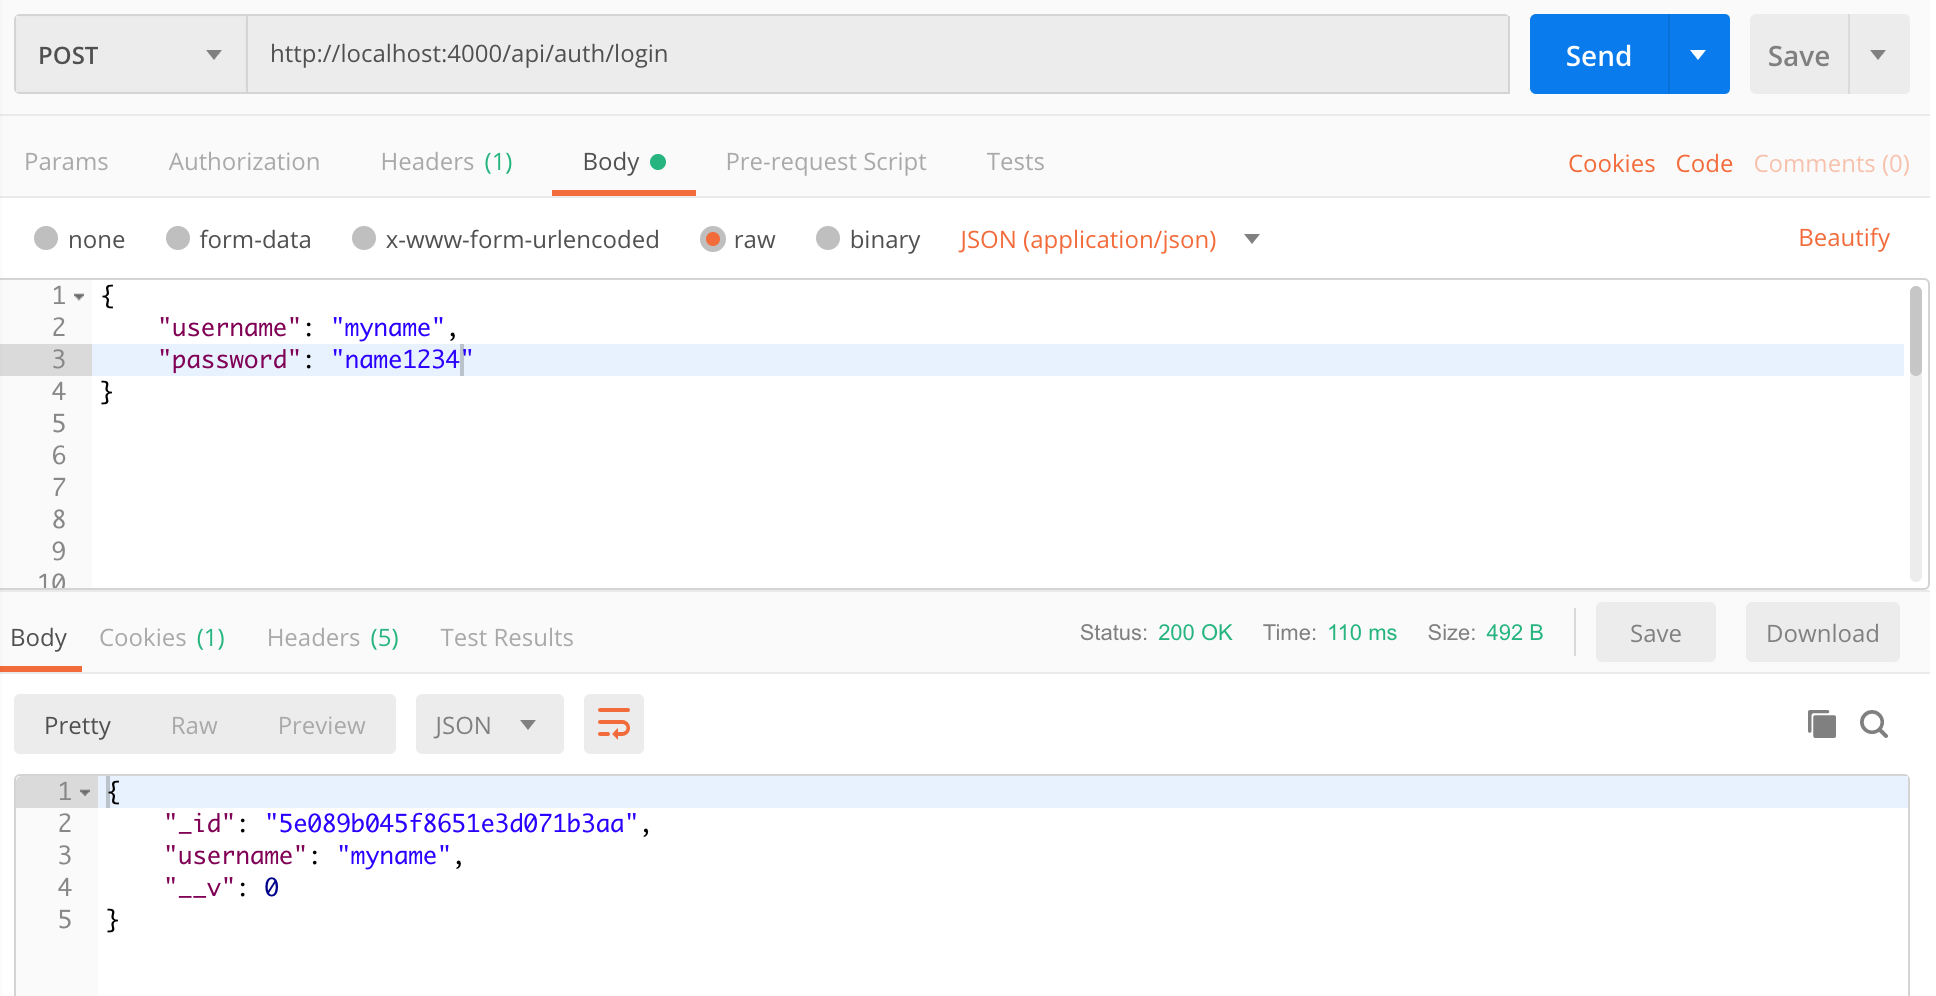 POST http://localhost:4000/api/auth/login Send Save
Params Authorization Headers (1) Body Pre-request Script Tests Cookies Code Comments (0)
none form-data x-www-form-urlencoded raw binary JSON (application/json) Beautify
1 {
2 "username": "myname",
3 "password": "name1234"
4 }
5
6
7
8
9
10
Body Cookies (1) Headers (5) Test Results Status: 200 OK Time: 110 ms Size: 492 B Save Download
Pretty Raw Preview JSON
1 {
2 "_id": "5e089b045f8651e3d071b3aa",
3 "username": "myname",
4 "__v": 0
5 }